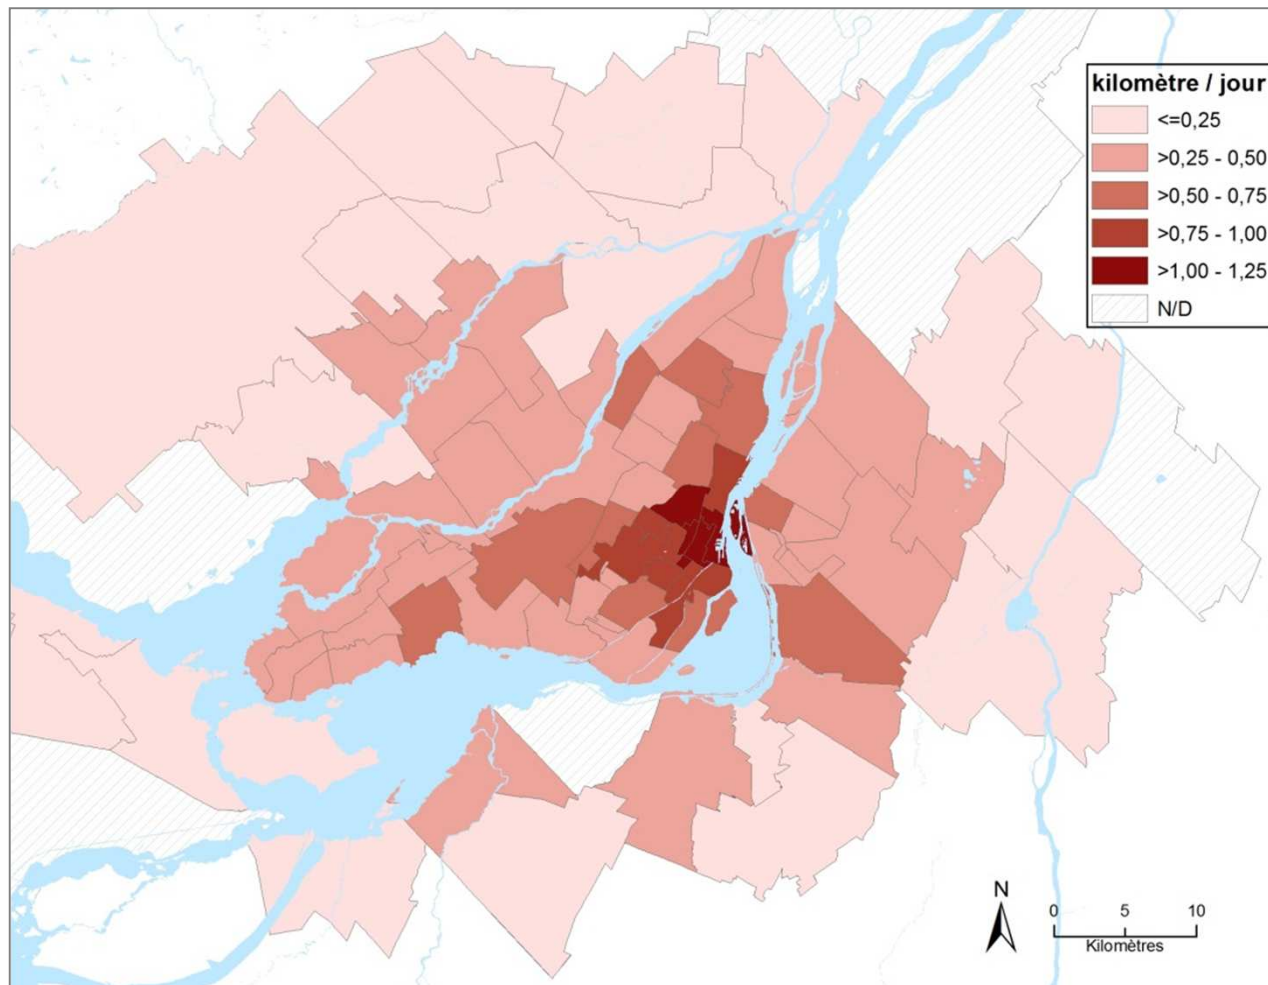 kilomètre / jour
<=0,25
>0,25 - 0,50
>0,50 - 0,75
>0,75 - 1,00
>1,00 - 1,25
N/D
N
0 5 10
Kilomètres